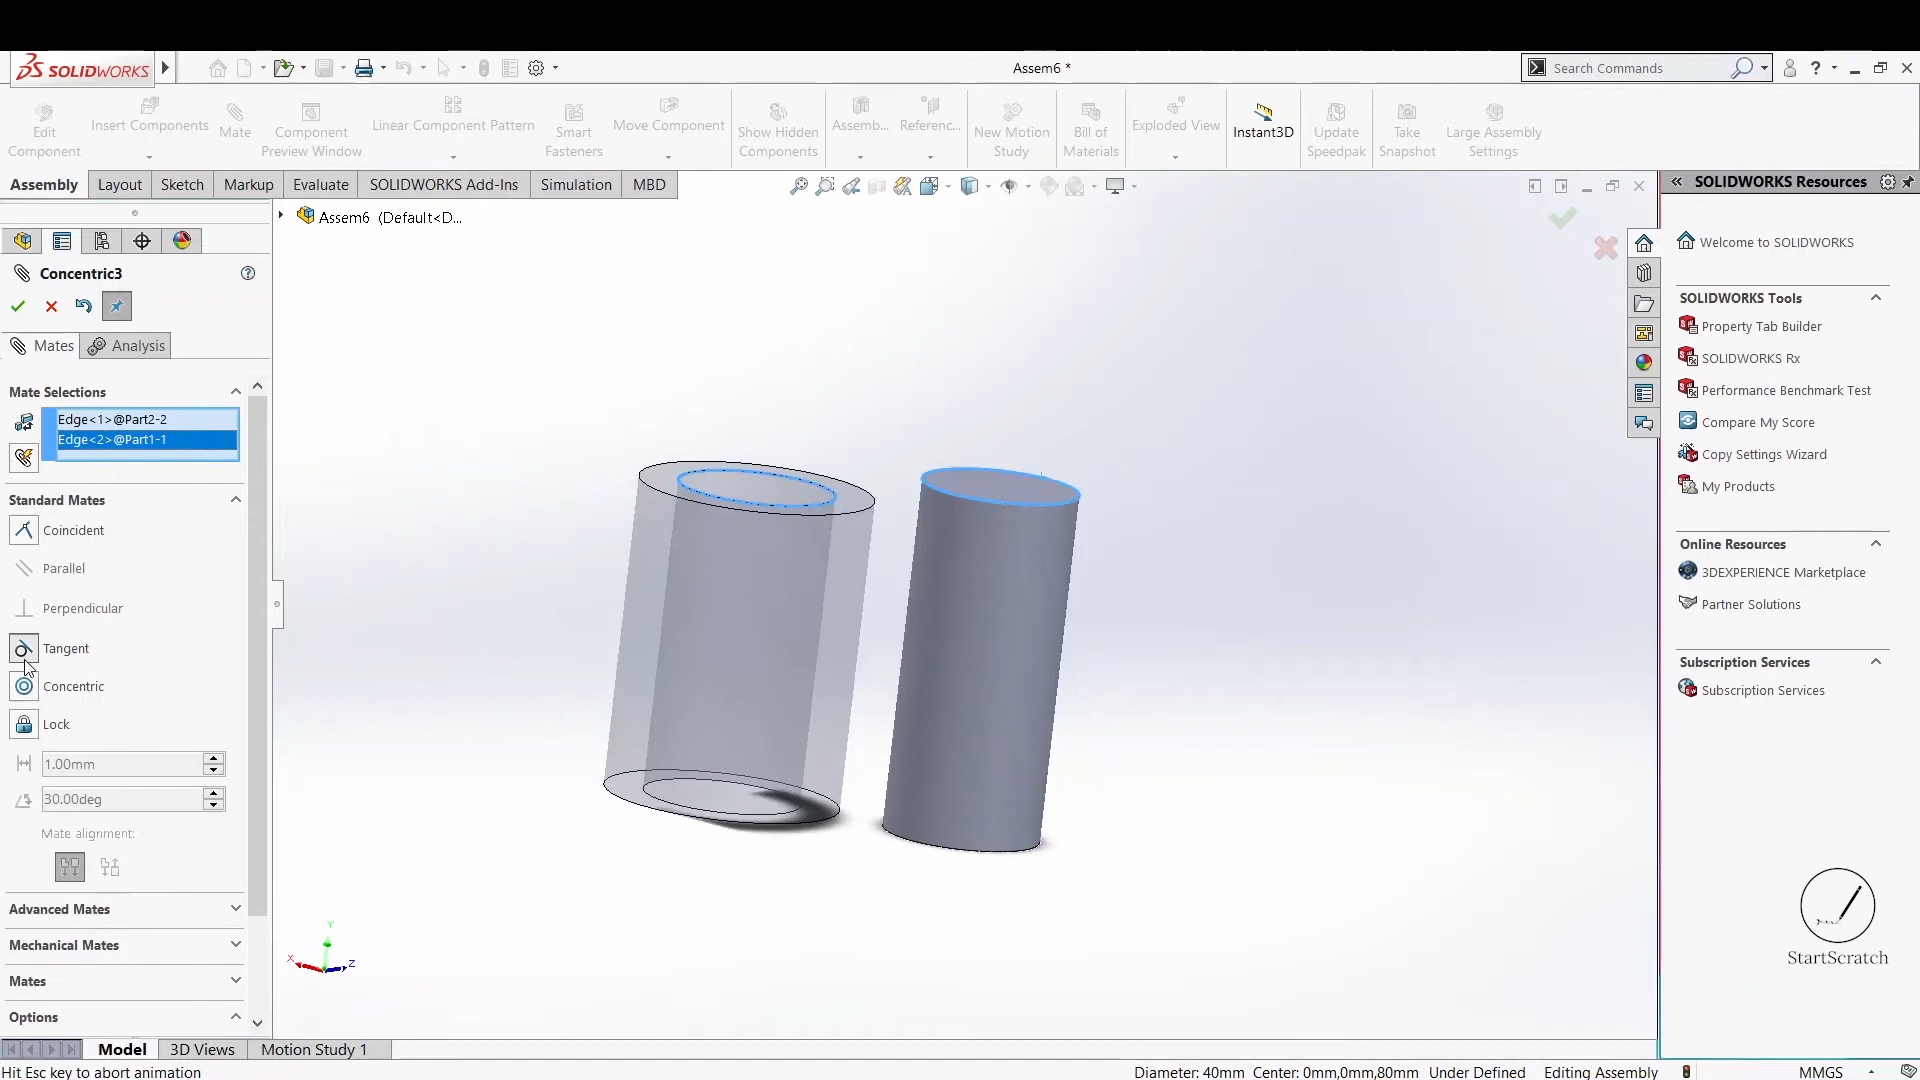 SOLIDWORKS
Assem6 *
Search Commands
?
Edit Component
Insert Components
Mate
Component Preview Window
Linear Component Pattern
Smart Fasteners
Move Component
Show Hidden Components
Assemb...
Referenc...
New Motion Study
Bill of Materials
Exploded View
Instant3D
Update Speedpak
Take Snapshot
Large Assembly Settings
Assembly
Layout
Sketch
Markup
Evaluate
SOLIDWORKS Add-Ins
Simulation
MBD
SOLIDWORKS Resources
Assem6 (Default<D...
Concentric3
Mates
Analysis
Mate Selections
Edge<1>@Part2-2
Edge<2>@Part1-1
Standard Mates
Coincident
Parallel
Perpendicular
Tangent
Concentric
Lock
1.00mm
30.00deg
Mate alignment:
Advanced Mates
Mechanical Mates
Mates
Options
Y
X
Z
Welcome to SOLIDWORKS
SOLIDWORKS Tools
Property Tab Builder
SOLIDWORKS Rx
Performance Benchmark Test
Compare My Score
Copy Settings Wizard
My Products
Online Resources
3DEXPERIENCE Marketplace
Partner Solutions
Subscription Services
Subscription Services
StartScratch
Model
3D Views
Motion Study 1
Hit Esc key to abort animation
Diameter: 40mm Center: 0mm,0mm,80mm
Under Defined
Editing Assembly
MMGS